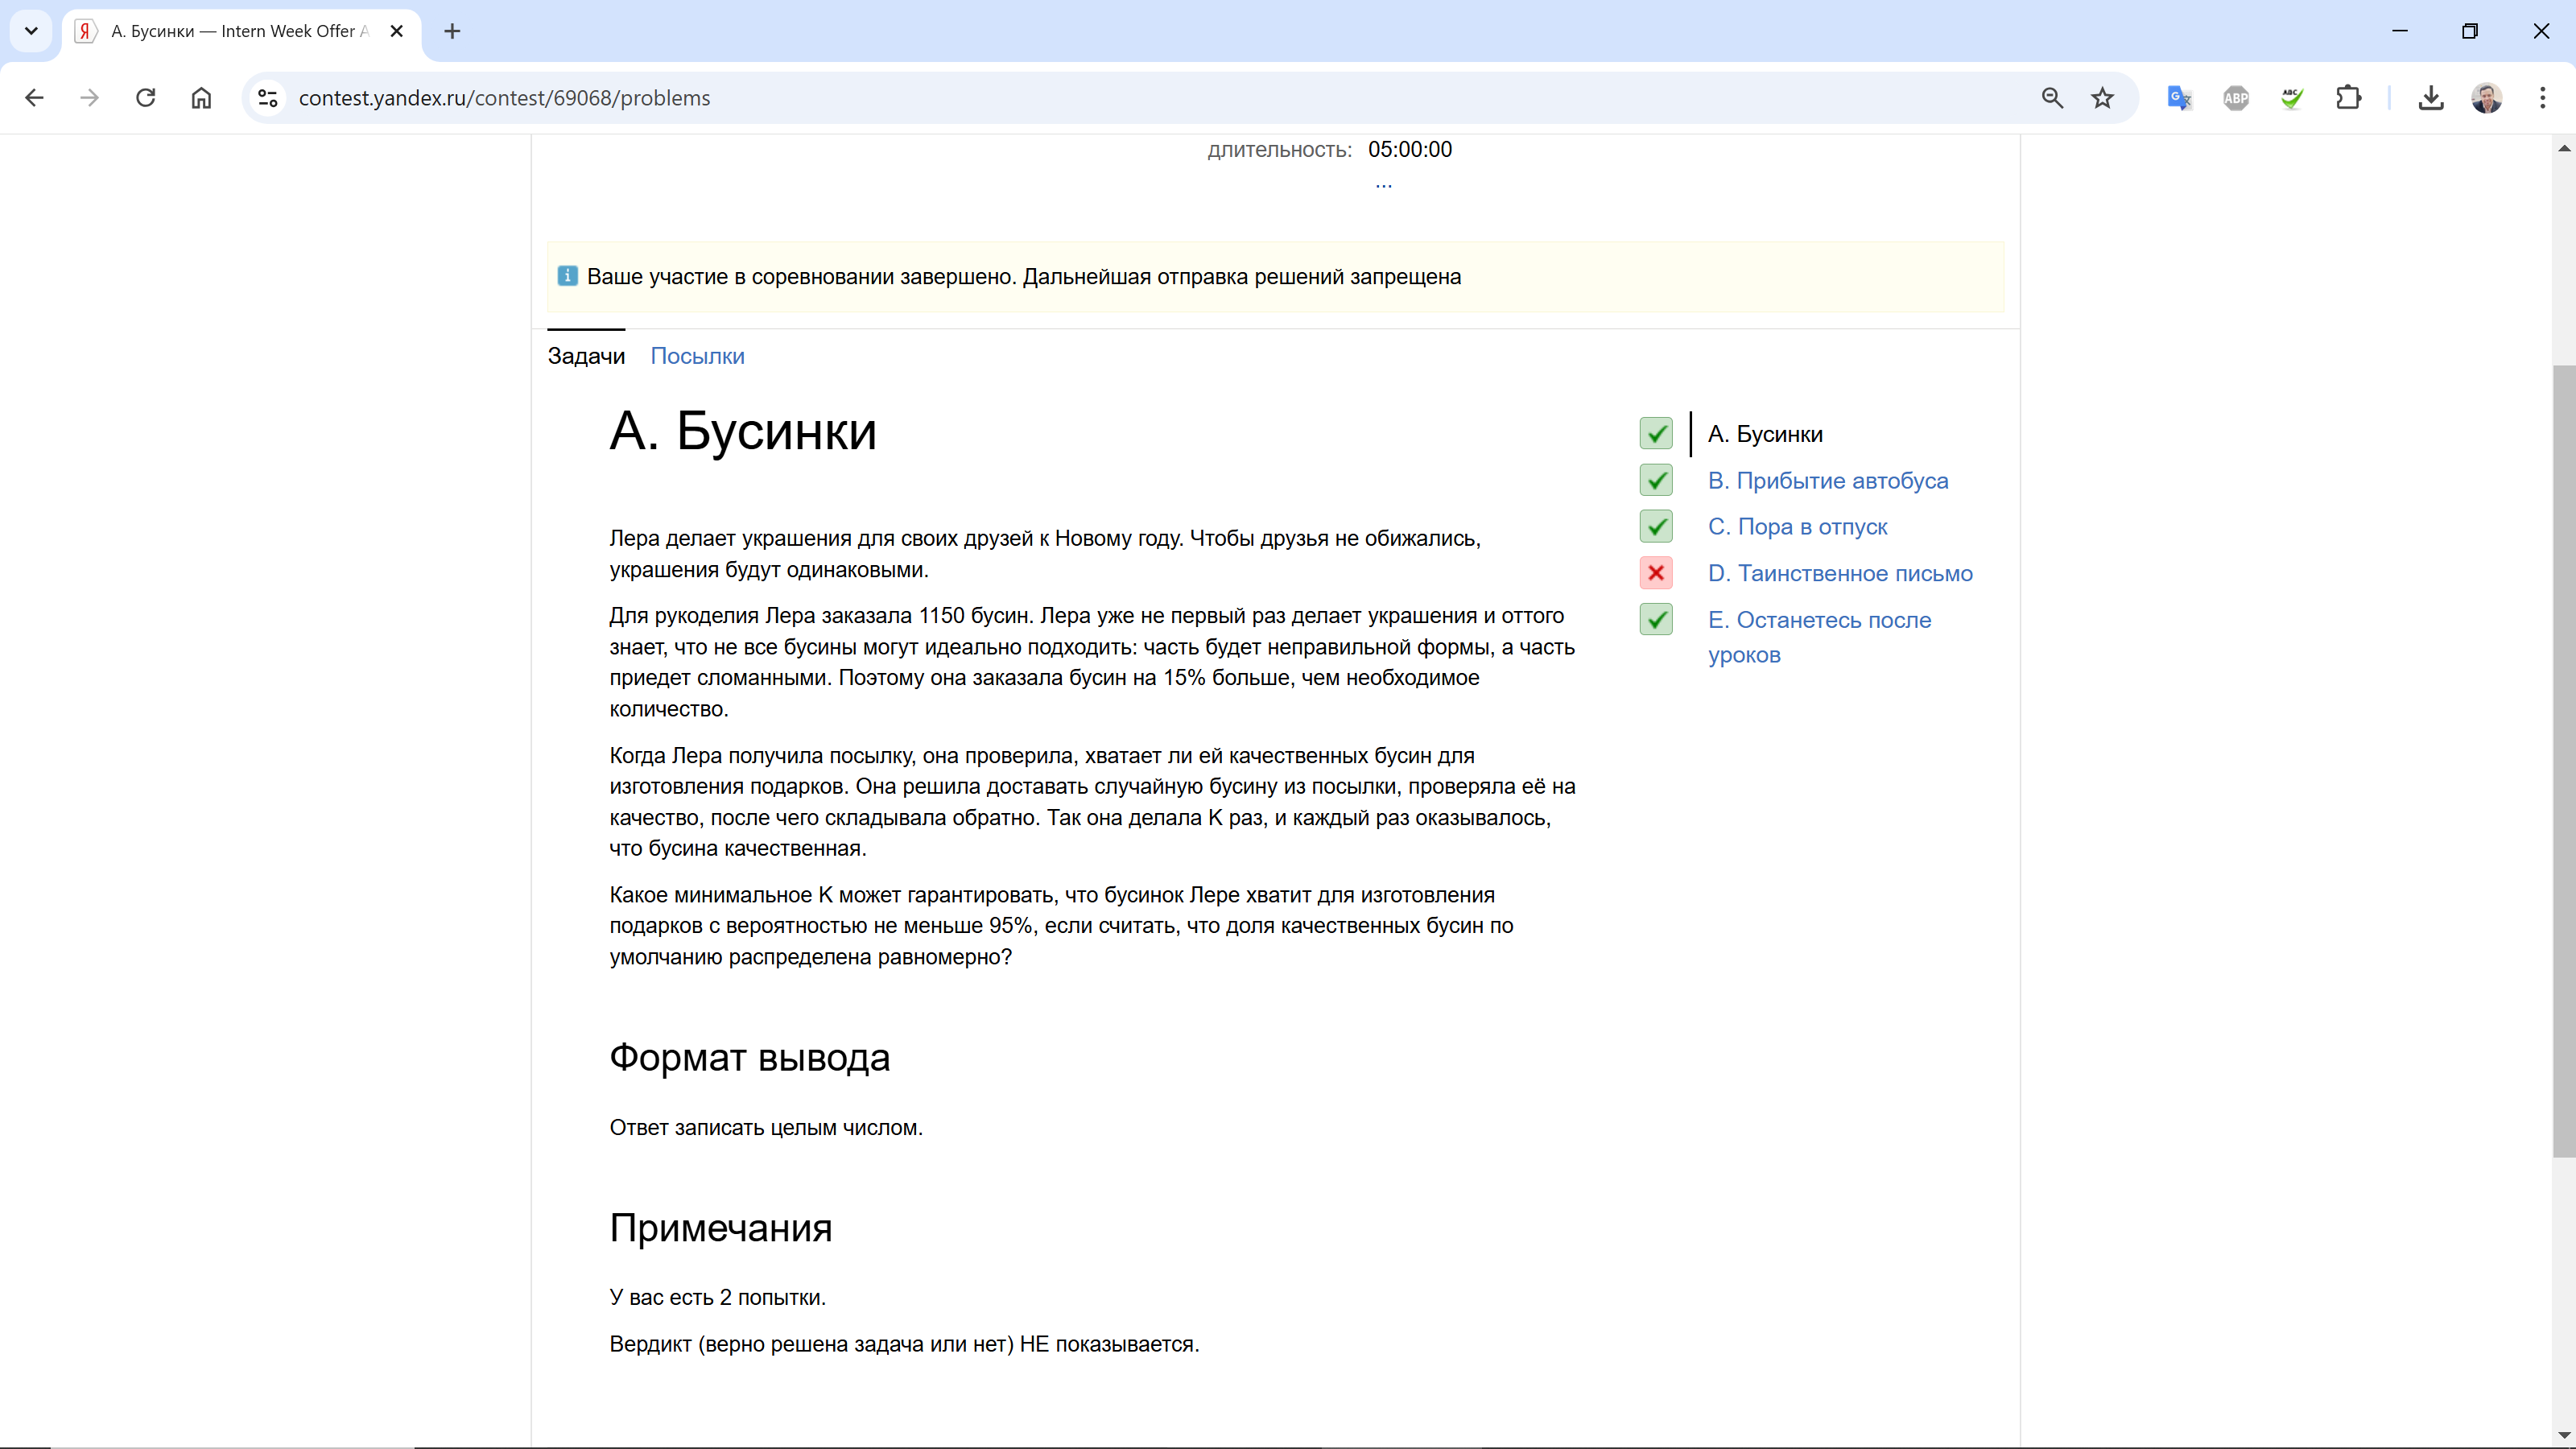 А. Бусинки — Intern Week Offer A
contest.yandex.ru/contest/69068/problems
длительность: 05:00:00
...
Ваше участие в соревновании завершено. Дальнейшая отправка решений запрещена
Задачи Посылки
А. Бусинки
Лера делает украшения для своих друзей к Новому году. Чтобы друзья не обижались,
украшения будут одинаковыми.
Для рукоделия Лера заказала 1150 бусин. Лера уже не первый раз делает украшения и оттого
знает, что не все бусины могут идеально подходить: часть будет неправильной формы, а часть
приедет сломанными. Поэтому она заказала бусин на 15% больше, чем необходимое
количество.
Когда Лера получила посылку, она проверила, хватает ли ей качественных бусин для
изготовления подарков. Она решила доставать случайную бусину из посылки, проверяла её на
качество, после чего складывала обратно. Так она делала K раз, и каждый раз оказывалось,
что бусина качественная.
Какое минимальное K может гарантировать, что бусинок Лере хватит для изготовления
подарков с вероятностью не меньше 95%, если считать, что доля качественных бусин по
умолчанию распределена равномерно?
Формат вывода
Ответ записать целым числом.
Примечания
У вас есть 2 попытки.
Вердикт (верно решена задача или нет) НЕ показывается.
A. Бусинки
B. Прибытие автобуса
C. Пора в отпуск
D. Таинственное письмо
E. Останетесь после
уроков